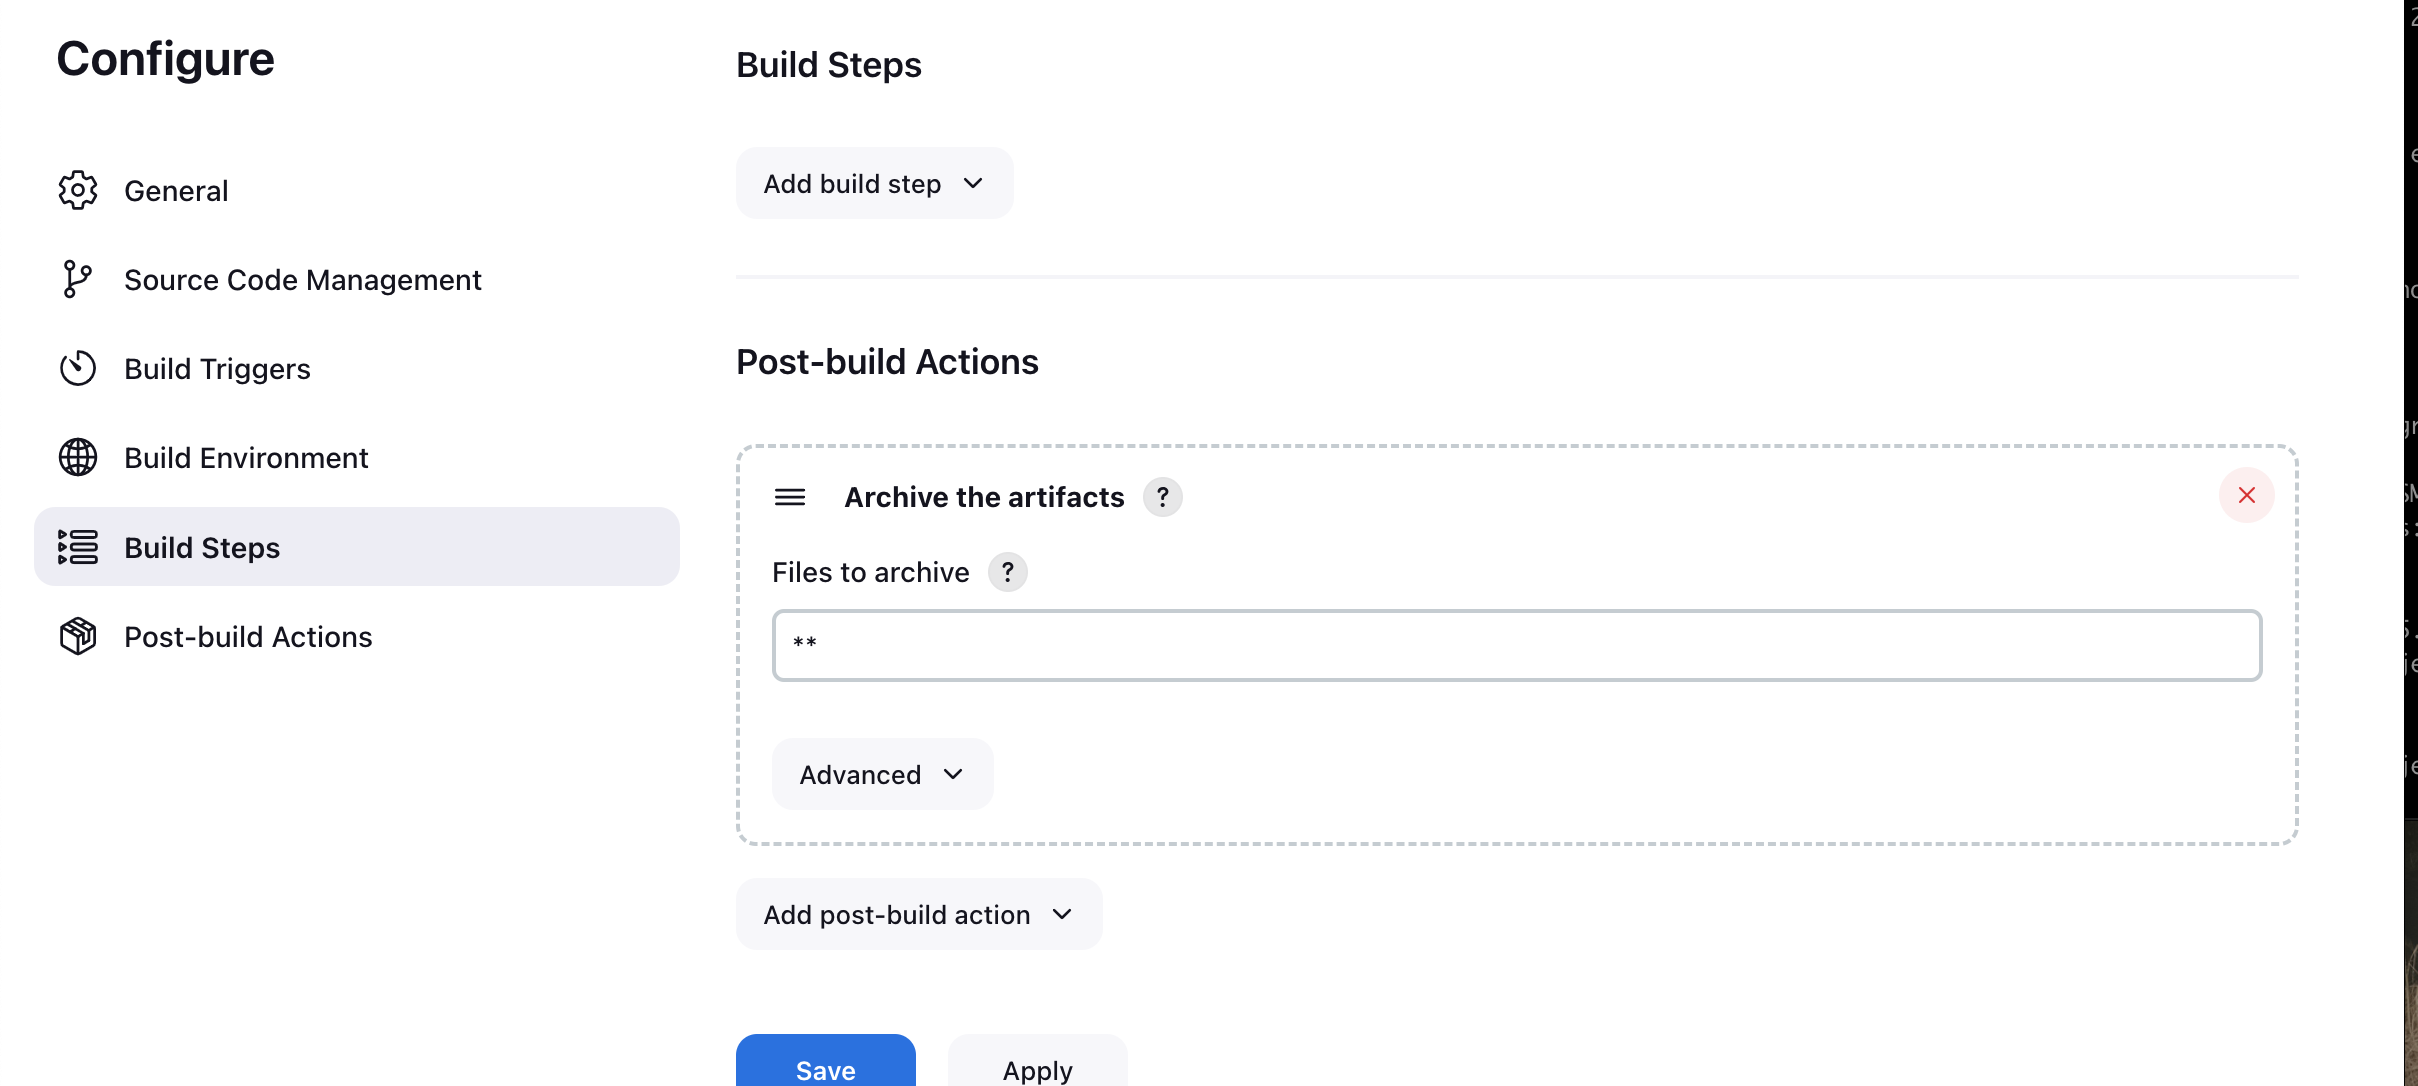 Configure
General
Source Code Management
Build Triggers
Build Environment
Build Steps
Post-build Actions
Build Steps
Add build step
Post-build Actions
Archive the artifacts ?
Files to archive ?
**
Advanced
Add post-build action
Save
Apply